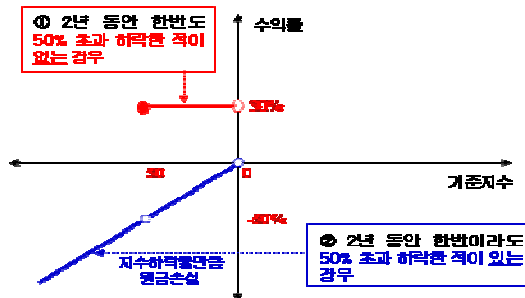 ① 2년 동안 한번도
50% 초과 하락한 적이
없는 경우
수익률
0
기준지수
② 2년 동안 한번이라도
50% 초과 하락한 적이 있는
경우
지수하락률만큼
원금손실